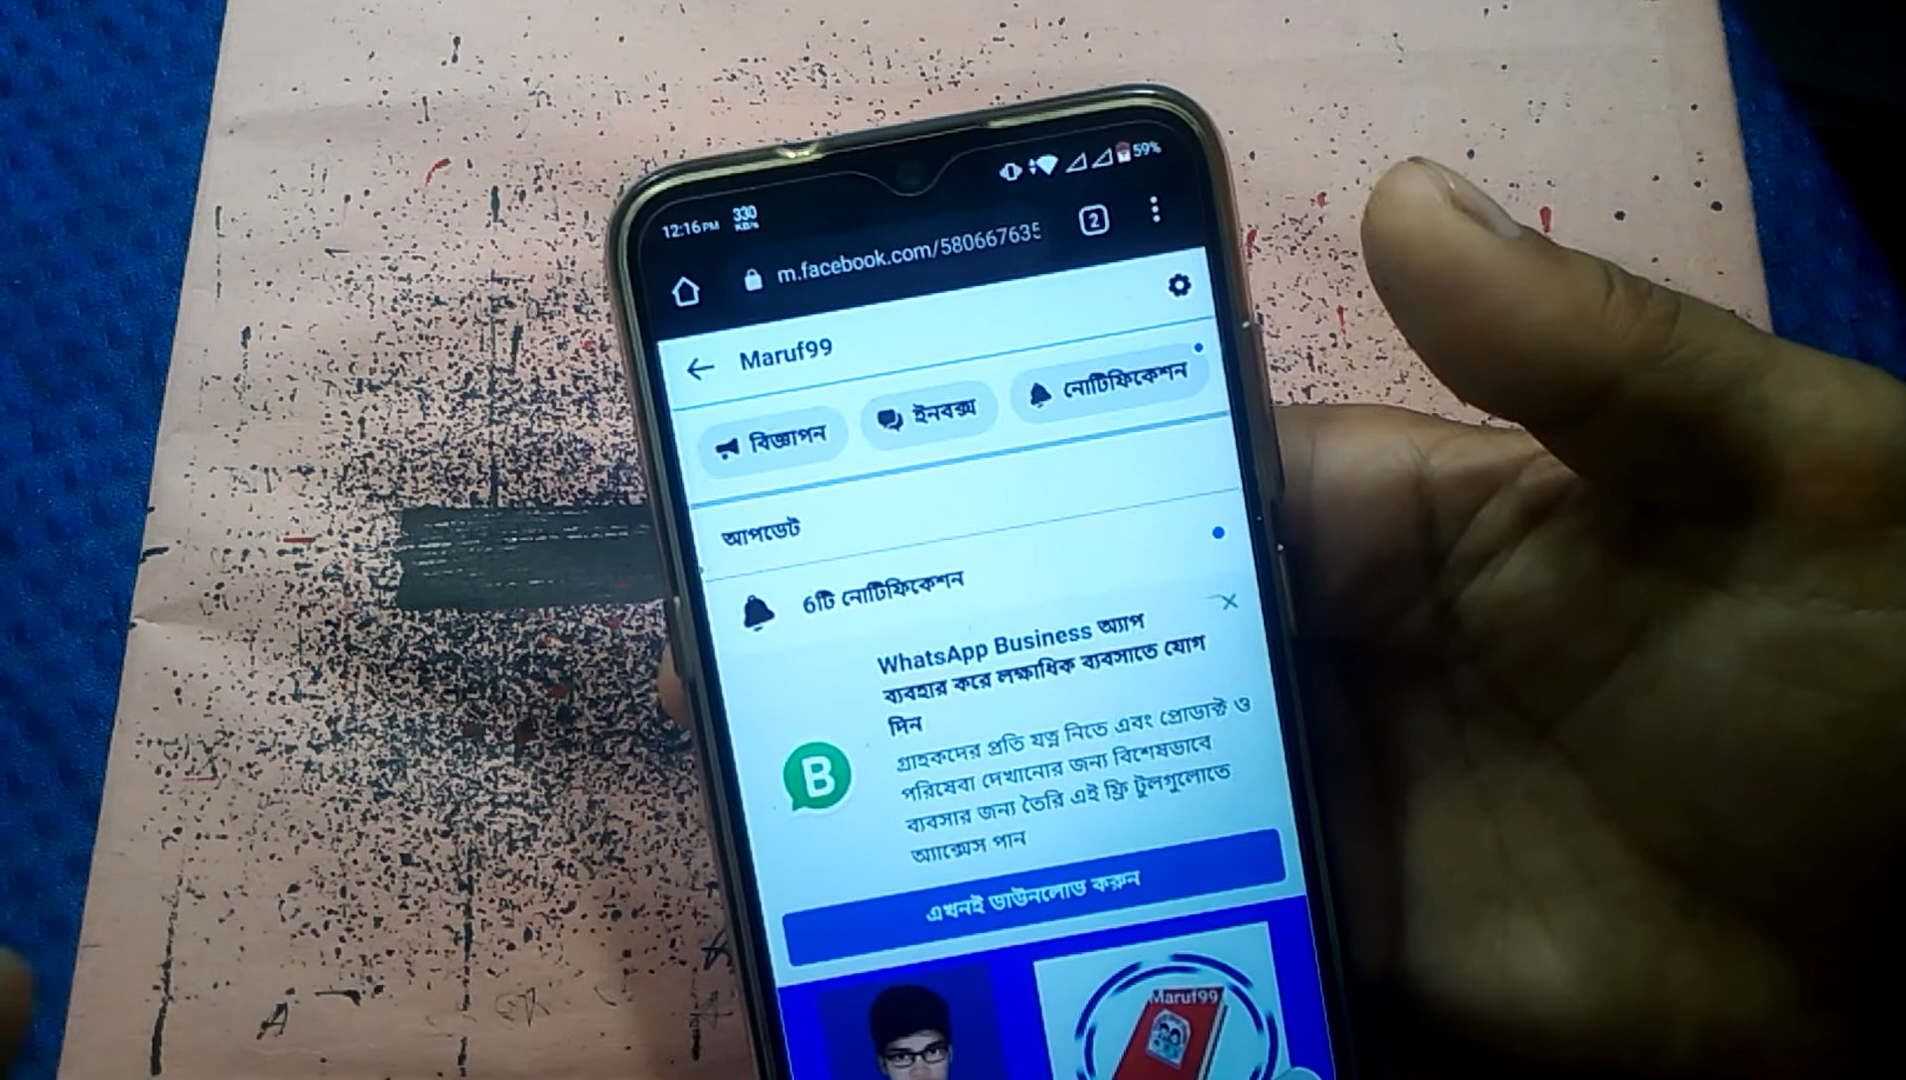 12:16 PM 330 KB/s 59%
m.facebook.com/580667635 2
Maruf99
বিজ্ঞাপন ইনবক্স নোটিফিকেশন
আপডেট
6টি নোটিফিকেশন
WhatsApp Business অ্যাপ
ব্যবহার করে লক্ষাধিক ব্যবসাতে যোগ
দিন
গ্রাহকদের প্রতি যত্ন নিতে এবং প্রোডাক্ট ও
পরিষেবা দেখানোর জন্য বিশেষভাবে
ব্যবসার জন্য তৈরি এই ফ্রি টুলগুলোতে
অ্যাক্সেস পান
B
এখনই ডাউনলোড করুন
Maruf99